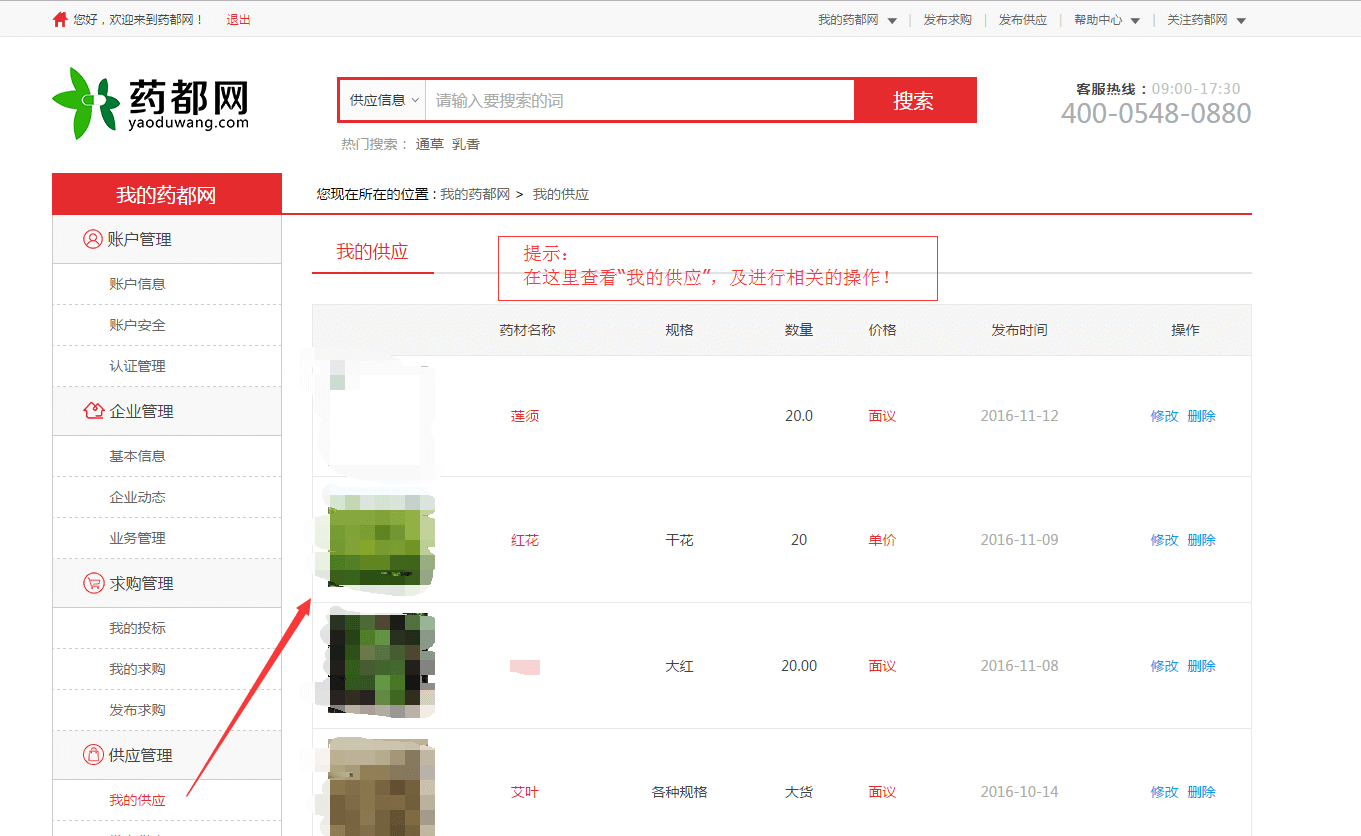 您好，欢迎来到药都网！ 退出 我的药都网 发布求购 发布供应 帮助中心 关注药都网
药都网
yaoduwang.com
供应信息 请输入要搜索的词 搜索
热门搜索： 通草 乳香
客服热线：09:00-17:30
400-0548-0880
我的药都网
您现在所在的位置：我的药都网 > 我的供应
账户管理
账户信息
账户安全
认证管理
企业管理
基本信息
企业动态
业务管理
求购管理
我的投标
我的求购
发布求购
供应管理
我的供应
我的供应
提示：
在这里查看“我的供应”，及进行相关的操作！
药材名称 规格 数量 价格 发布时间 操作
莲须 20.0 面议 2016-11-12 修改 删除
红花 干花 20 单价 2016-11-09 修改 删除
大红 20.00 面议 2016-11-08 修改 删除
艾叶 各种规格 大货 面议 2016-10-14 修改 删除